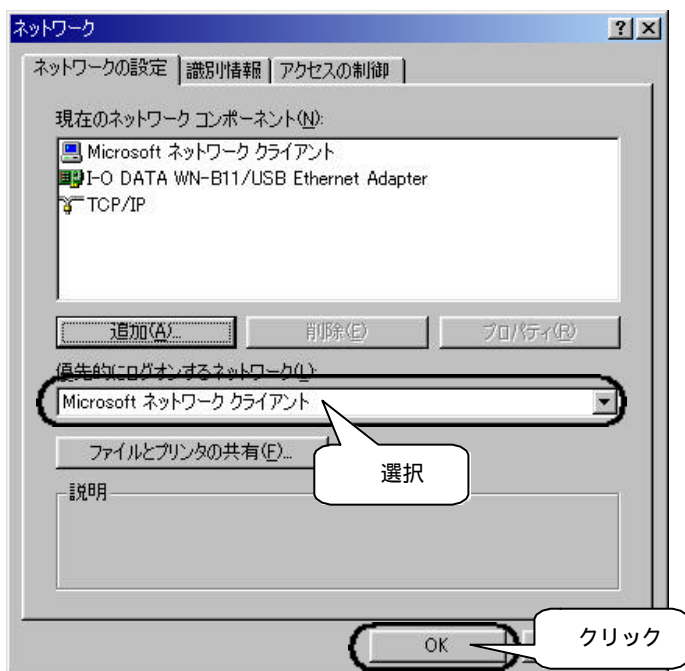 ネットワーク
ネットワークの設定 識別情報 アクセスの制御
現在のネットワーク コンポーネント(N):
Microsoft ネットワーク クライアント
I-O DATA WN-B11/USB Ethernet Adapter
TCP/IP
追加(A)... 削除(E) プロパティ(R)
優先的にログオンするネットワーク(L):
Microsoft ネットワーク クライアント
ファイルとプリンタの共有(F)...
選択
説明
OK
クリック